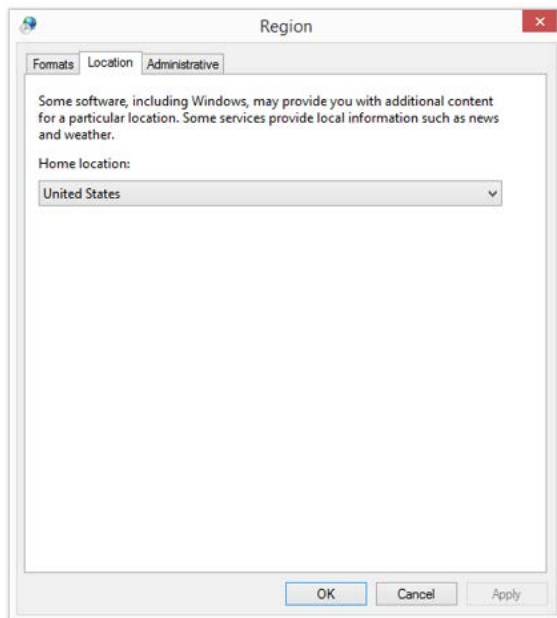 Region
Formats
Location
Administrative
Some software, including Windows, may provide you with additional content
for a particular location. Some services provide local information such as news
and weather.
Home location:
United States
OK
Cancel
Apply